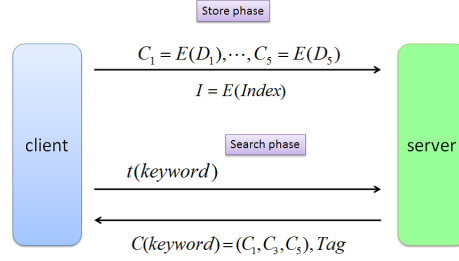 Store phase
C₁ = E(D₁),⋯, C₅ = E(D₅)
I = E(Index)
client
server
Search phase
t(keyword)
C(keyword)=(C₁,C₃,C₅),Tag